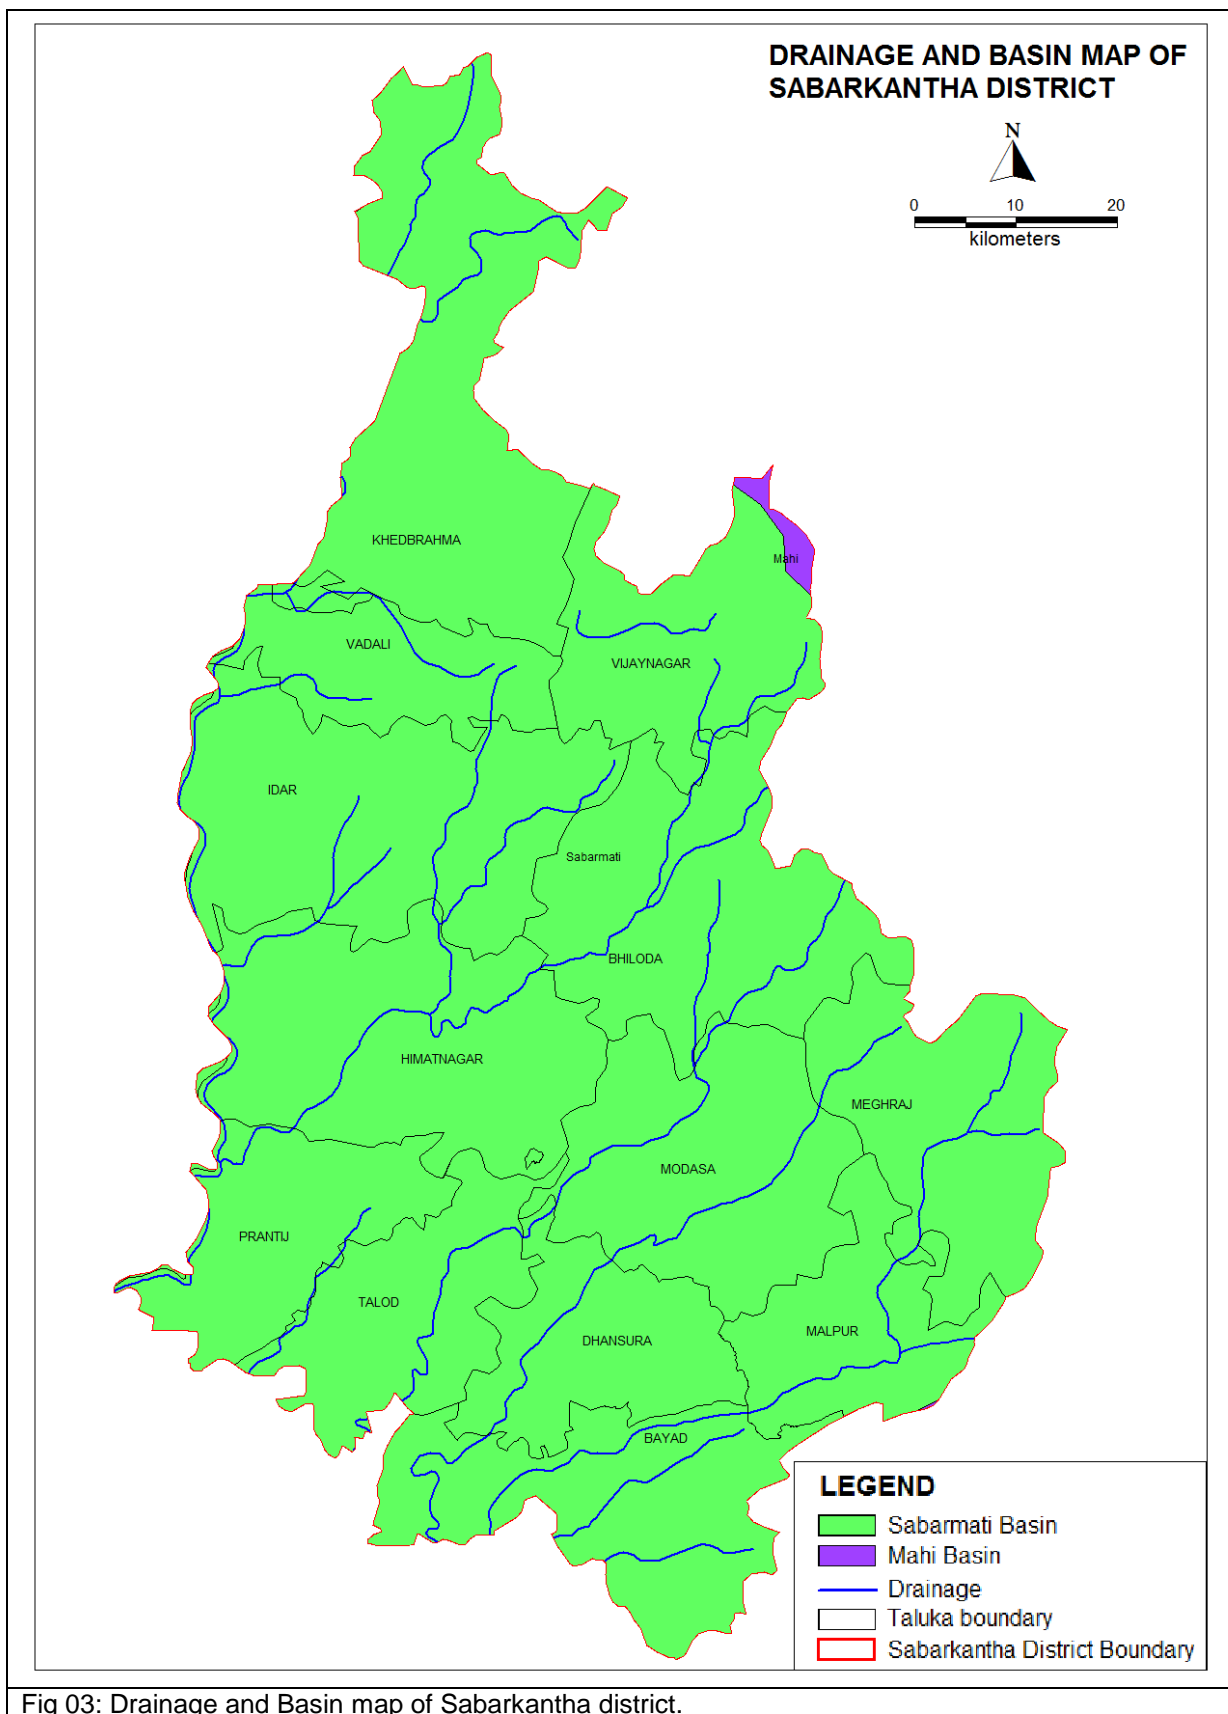 DRAINAGE AND BASIN MAP OF
SABARKANTHA DISTRICT
N
0 10 20
kilometers
KHEDBRAHMA
Mahi
VADALI
VIJAYNAGAR
IDAR
Sabarmati
BHILODA
HIMATNAGAR
MEGHRAJ
MODASA
PRANTIJ
TALOD
MALPUR
DHANSURA
BAYAD
LEGEND
Sabarmati Basin
Mahi Basin
Drainage
Taluka boundary
Sabarkantha District Boundary
Fig 03: Drainage and Basin map of Sabarkantha district.